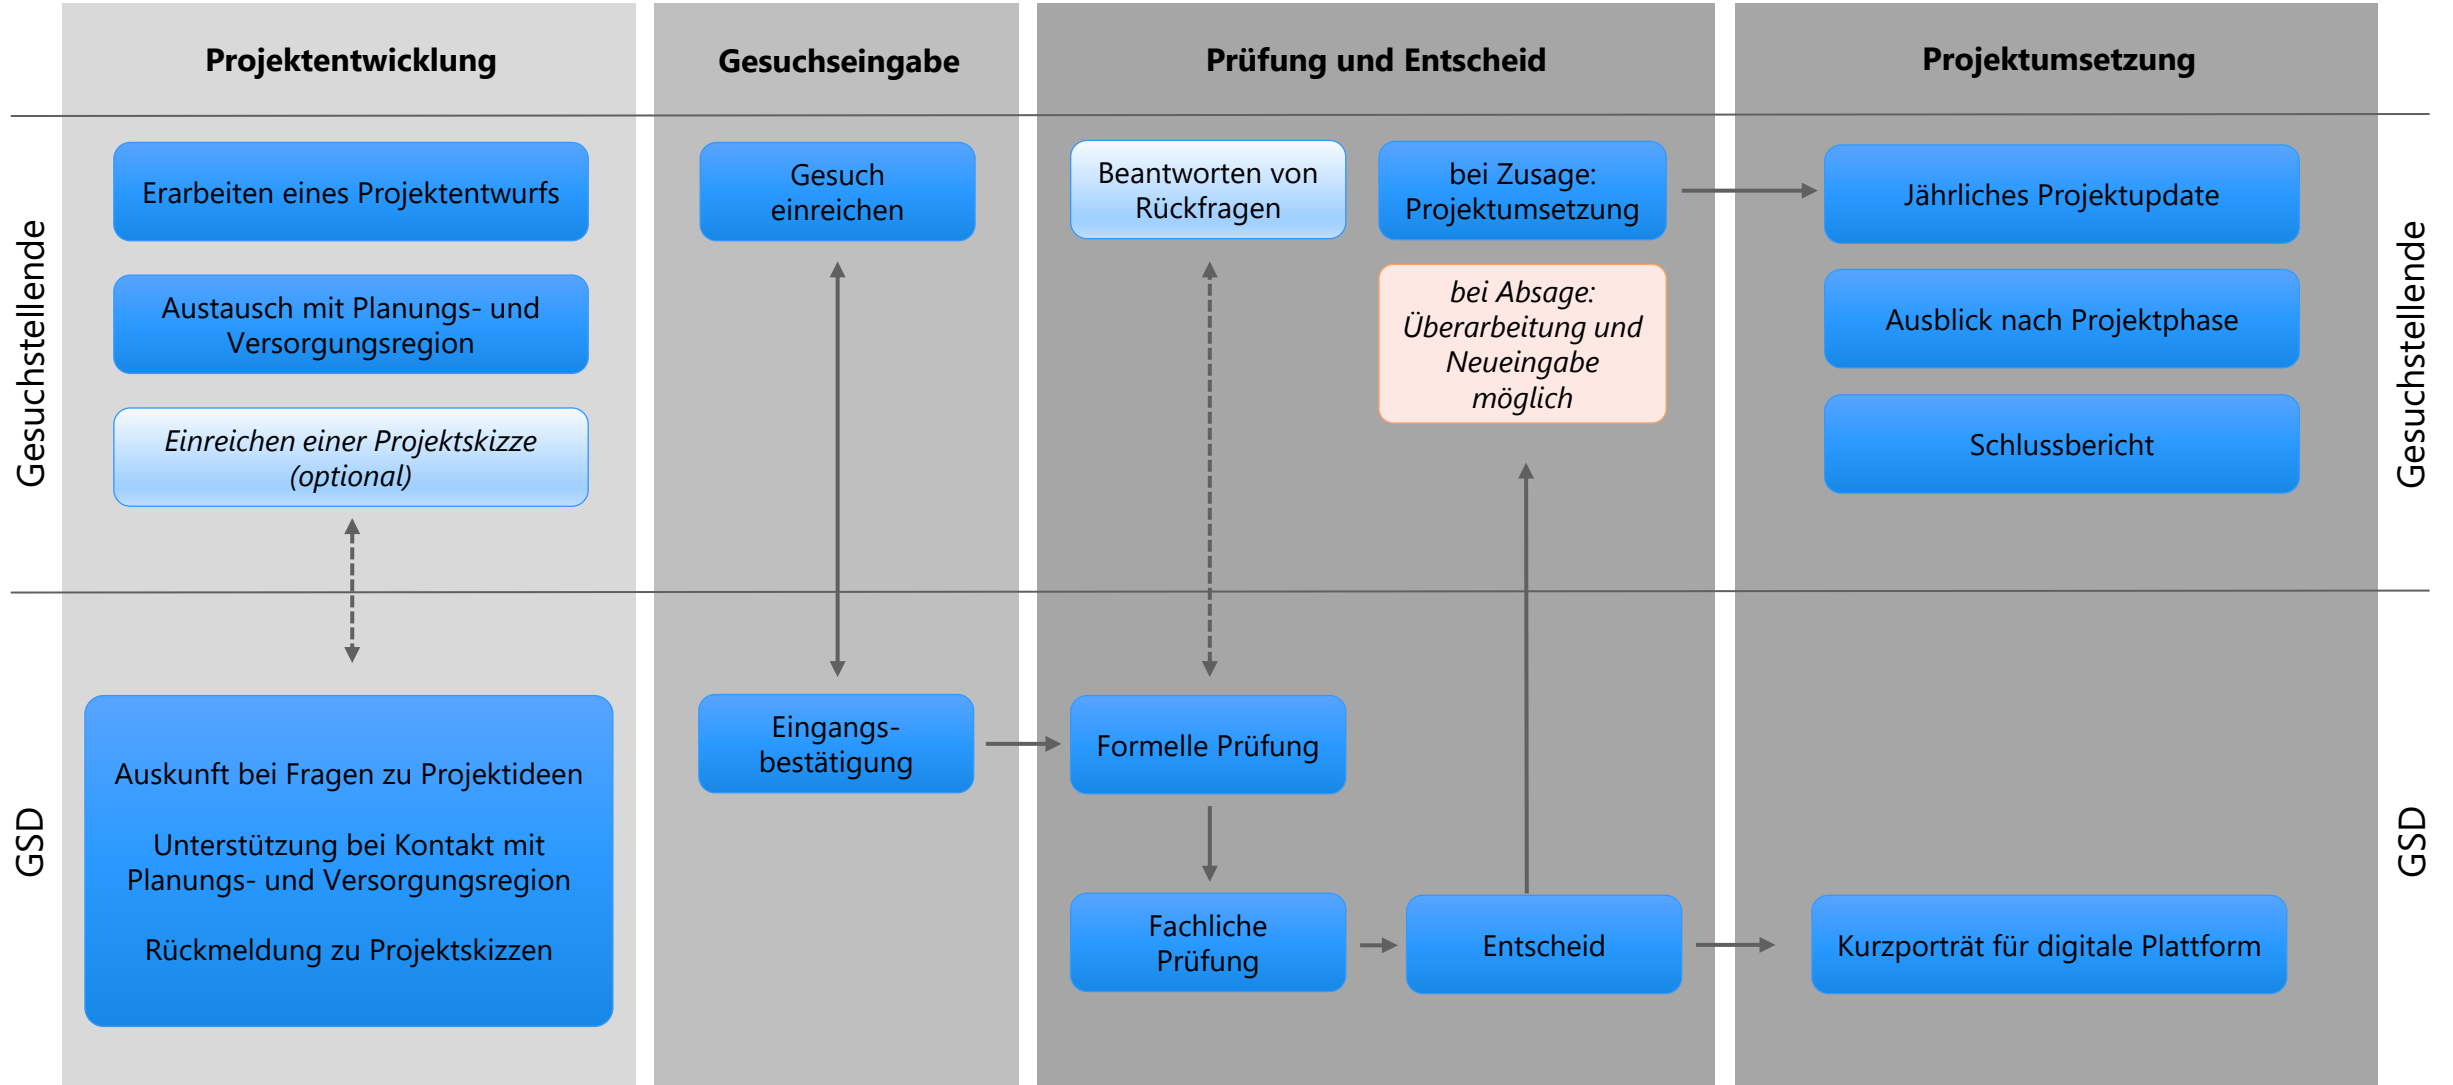 Projektentwicklung
Gesuchseingabe
Prüfung und Entscheid
Projektumsetzung
Gesuchstellende
Erarbeiten eines Projektentwurfs
Austausch mit Planungs- und
Versorgungsregion
Einreichen einer Projektskizze
(optional)
Gesuch
einreichen
Beantworten von
Rückfragen
bei Zusage:
Projektumsetzung
bei Absage:
Überarbeitung und
Neueingabe
möglich
Jährliches Projektupdate
Ausblick nach Projektphase
Schlussbericht
Gesuchstellende
GSD
Auskunft bei Fragen zu Projektideen
Unterstützung bei Kontakt mit
Planungs- und Versorgungsregion
Rückmeldung zu Projektskizzen
Eingangs-
bestätigung
Formelle Prüfung
Fachliche
Prüfung
Entscheid
Kurzporträt für digitale Plattform
GSD